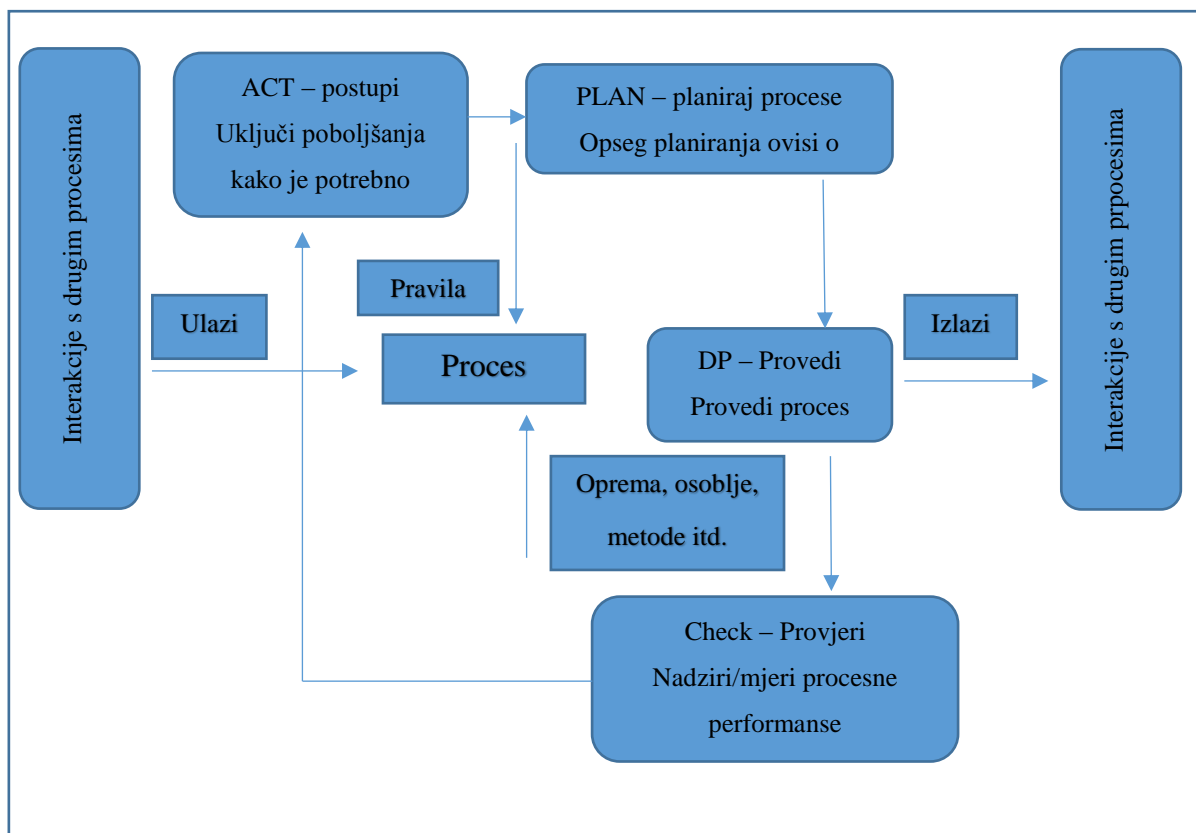 Interakcije s drugim procesima
ACT – postupi
Uključi poboljšanja
kako je potrebno
PLAN – planiraj procese
Opseg planiranja ovisi o
Pravila
Ulazi
Proces
DP – Provedi
Provedi proces
Izlazi
Oprema, osoblje,
metode itd.
Check – Provjeri
Nadziri/mjeri procesne
performanse
Interakcije s drugim prpocesima